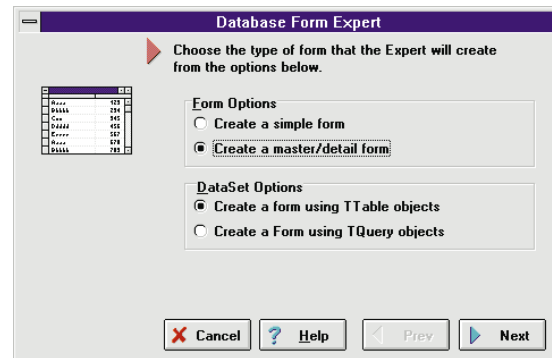 Database Form Expert
Choose the type of form that the Expert will create
from the options below.
Form Options
Create a simple form
Create a master/detail form
DataSet Options
Create a form using TTable objects
Create a Form using TQuery objects
Cancel
Help
Prev
Next